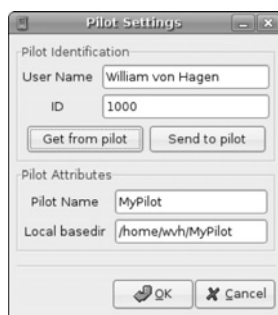 Pilot Settings
Pilot Identification
User Name William von Hagen
ID 1000
Get from pilot Send to pilot
Pilot Attributes
Pilot Name MyPilot
Local basedir /home/wvh/MyPilot
OK Cancel